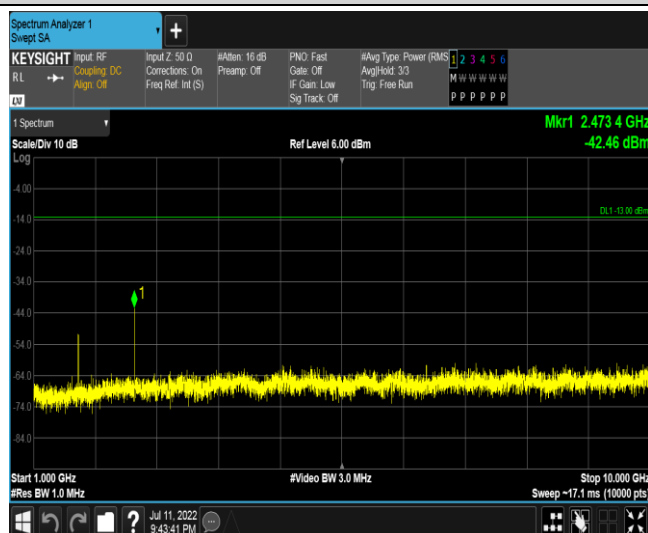 Spectrum Analyzer 1
Swept SA
+
KEYSIGHT
RL
LXI
Input: RF
Coupling: DC
Align: Off
Input Z: 50 Ω
Corrections: On
Freq Ref: Int (S)
#Atten: 16 dB
Preamp: Off
PNO: Fast
Gate: Off
IF Gain: Low
Sig Track: Off
#Avg Type: Power (RMS
Avg|Hold: 3/3
Trig: Free Run
1 2 3 4 5 6
M W W W W W
P P P P P P
1 Spectrum
Mkr1 2.473 4 GHz
-42.46 dBm
Scale/Div 10 dB
Ref Level 6.00 dBm
Log
-4.00
DL1 -13.00 dBm
-14.0
-24.0
-34.0
1
-44.0
-54.0
-64.0
-74.0
-84.0
Start 1.000 GHz
#Video BW 3.0 MHz
Stop 10.000 GHz
#Res BW 1.0 MHz
Sweep ~17.1 ms (10000 pts)
?
Jul 11, 2022
9:43:41 PM